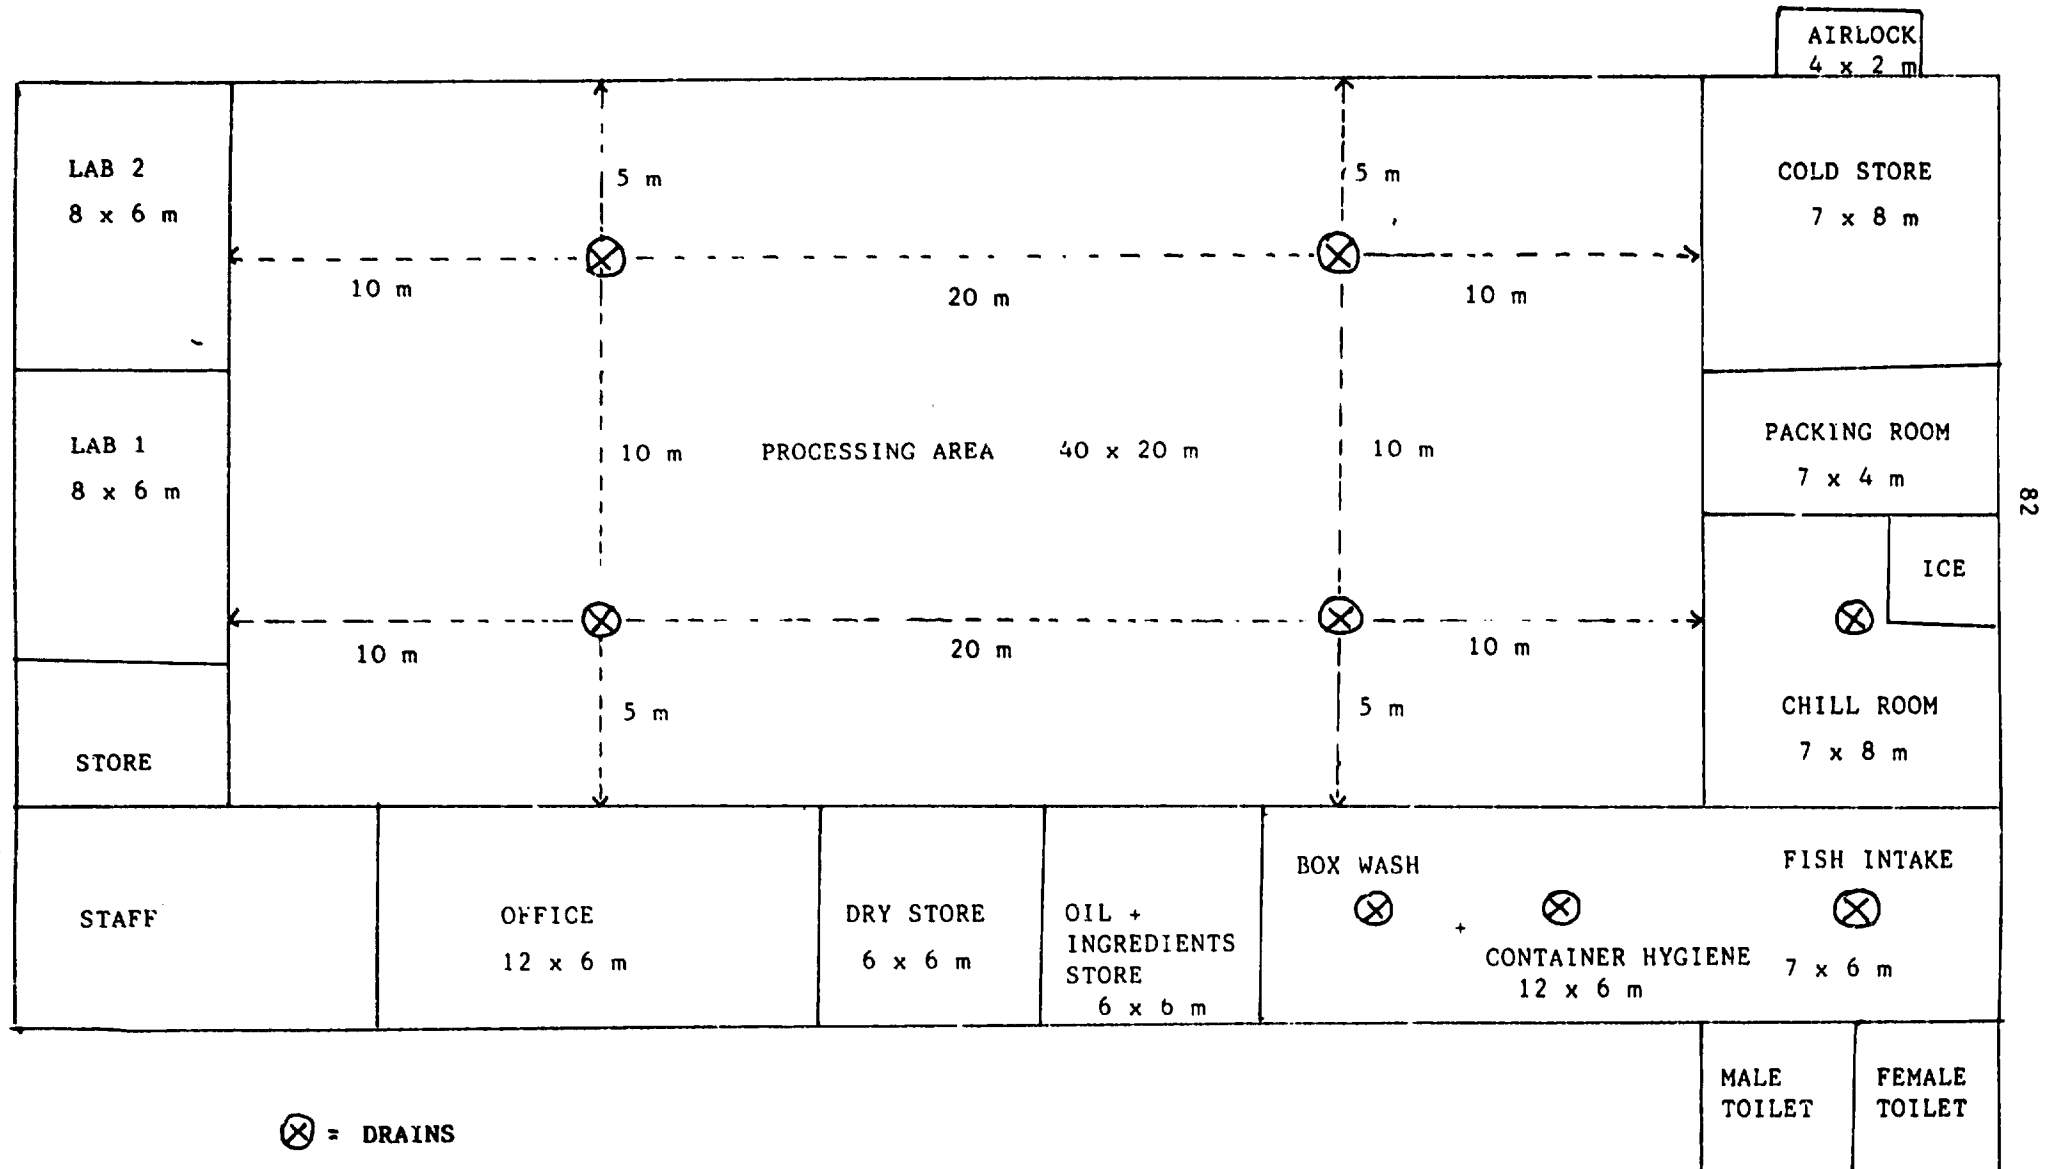 AIRLOCK
4 x 2 m
LAB 2
8 x 6 m
5 m
5 m
COLD STORE
7 x 8 m
10 m
20 m
10 m
LAB 1
8 x 6 m
10 m
PROCESSING AREA 40 x 20 m
10 m
PACKING ROOM
7 x 4 m
82
ICE
10 m
20 m
10 m
5 m
5 m
CHILL ROOM
7 x 8 m
STORE
STAFF
OFFICE
12 x 6 m
DRY STORE
6 x 6 m
OIL +
INGREDIENTS
STORE
6 x 6 m
BOX WASH
+
CONTAINER HYGIENE
12 x 6 m
FISH INTAKE
7 x 6 m
MALE
TOILET
FEMALE
TOILET
= DRAINS